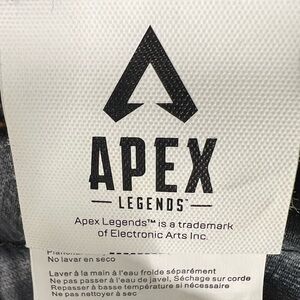 APEX
LEGENDS™
Apex Legends™ is a trademark
of Electronic Arts Inc.
No lavar en seco
Laver à la main à l'eau froide séparément
Ne pas passer à l'eau de javel, Séchage sur corde
Repasser à basse température si nécessaire
Ne pas nettoyer à sec